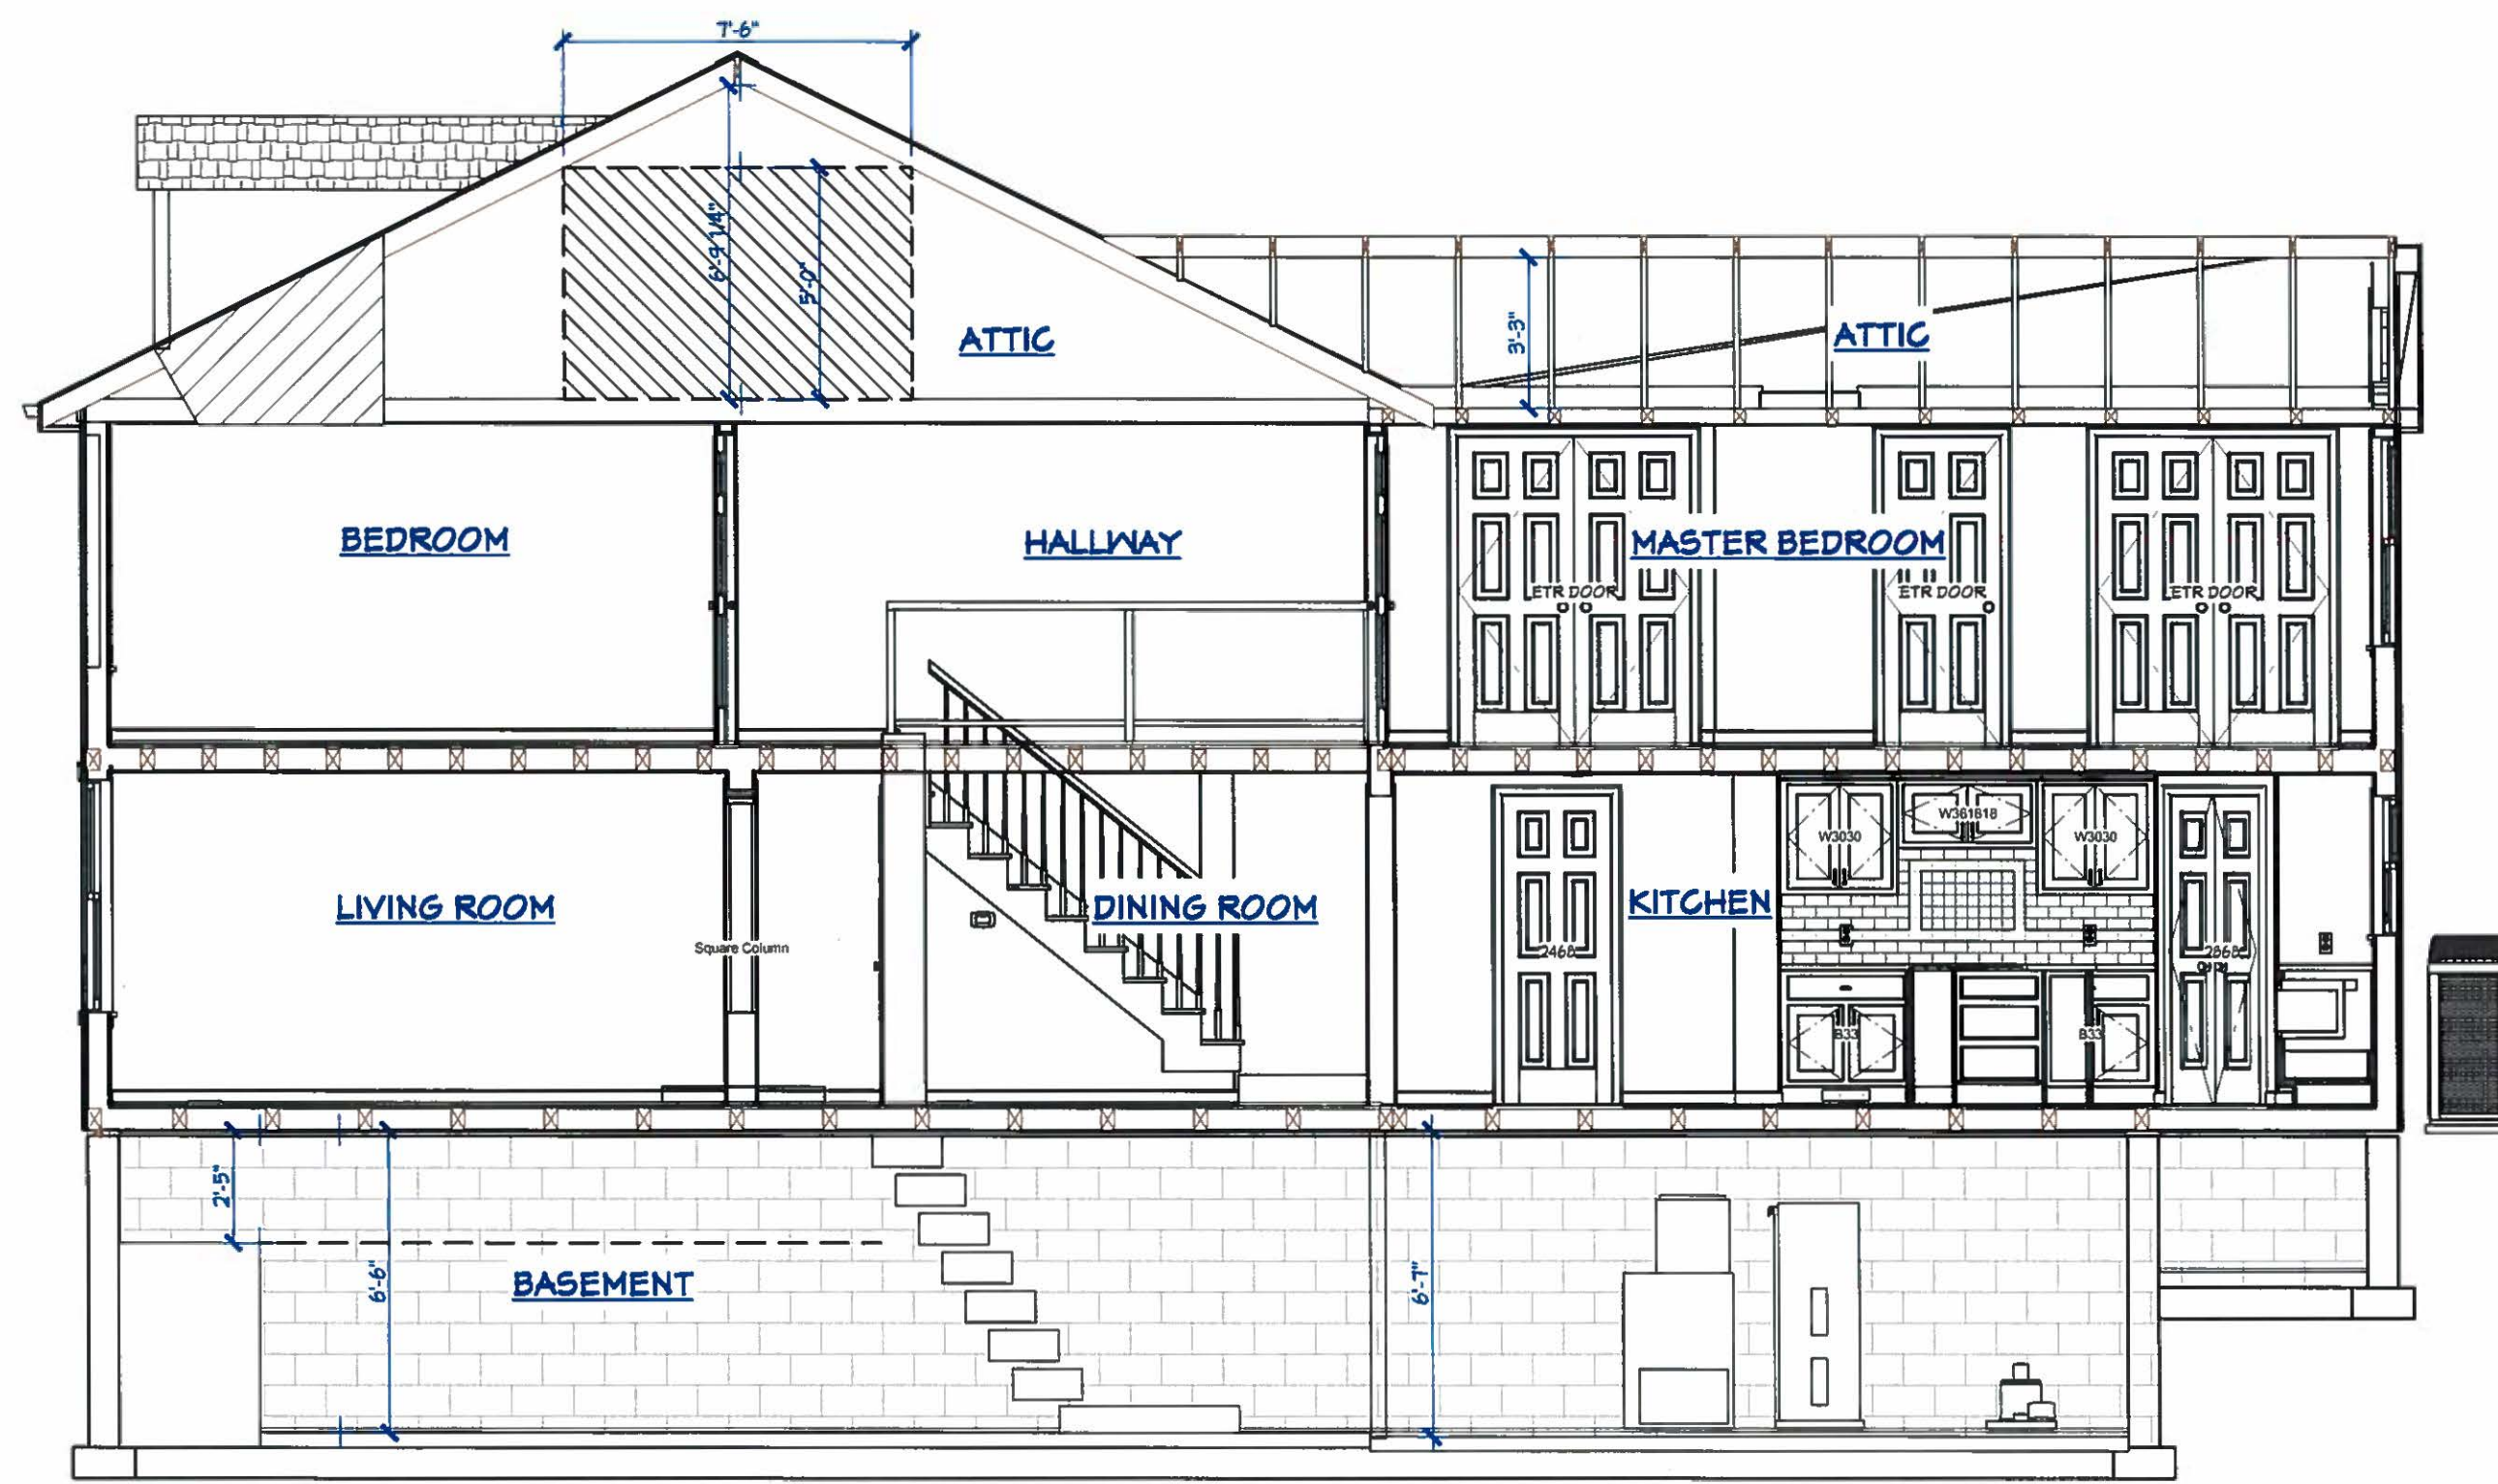 7'-6"
6'-9 1/4"
5'-0"
3'-3"
ATTIC
ATTIC
BEDROOM
HALLWAY
MASTER BEDROOM
ETR DOOR
ETR DOOR
ETR DOOR
W3030
W361818
W3030
LIVING ROOM
DINING ROOM
KITCHEN
Square Column
2468
2868
B33
B33
2'-5"
6'-6"
BASEMENT
6'-7"